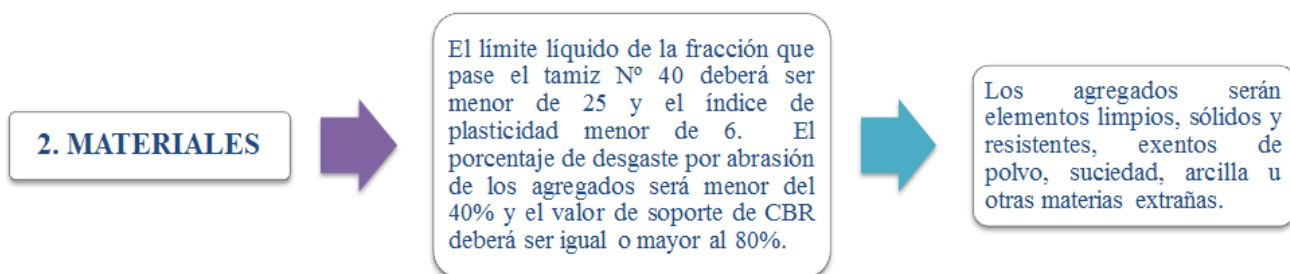 2. MATERIALES
El límite líquido de la fracción que
pase el tamiz Nº 40 deberá ser
menor de 25 y el índice de
plasticidad menor de 6. El
porcentaje de desgaste por abrasión
de los agregados será menor del
40% y el valor de soporte de CBR
deberá ser igual o mayor al 80%.
Los agregados serán
elementos limpios, sólidos y
resistentes, exentos de
polvo, suciedad, arcilla u
otras materias extrañas.